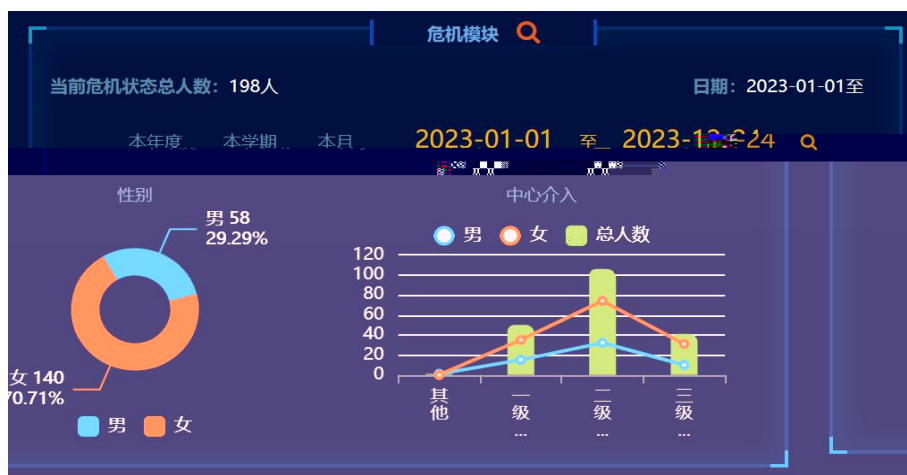 危机模块
当前危机状态总人数：198人
日期：2023-01-01至
本年度 本学期 本月
2023-01-01 至
性别
中心介入
男 58
29.29%
男 女 总人数
120
100
80
60
40
20
0
女 140
70.71%
其他
一级...
二级...
三级...
男 女